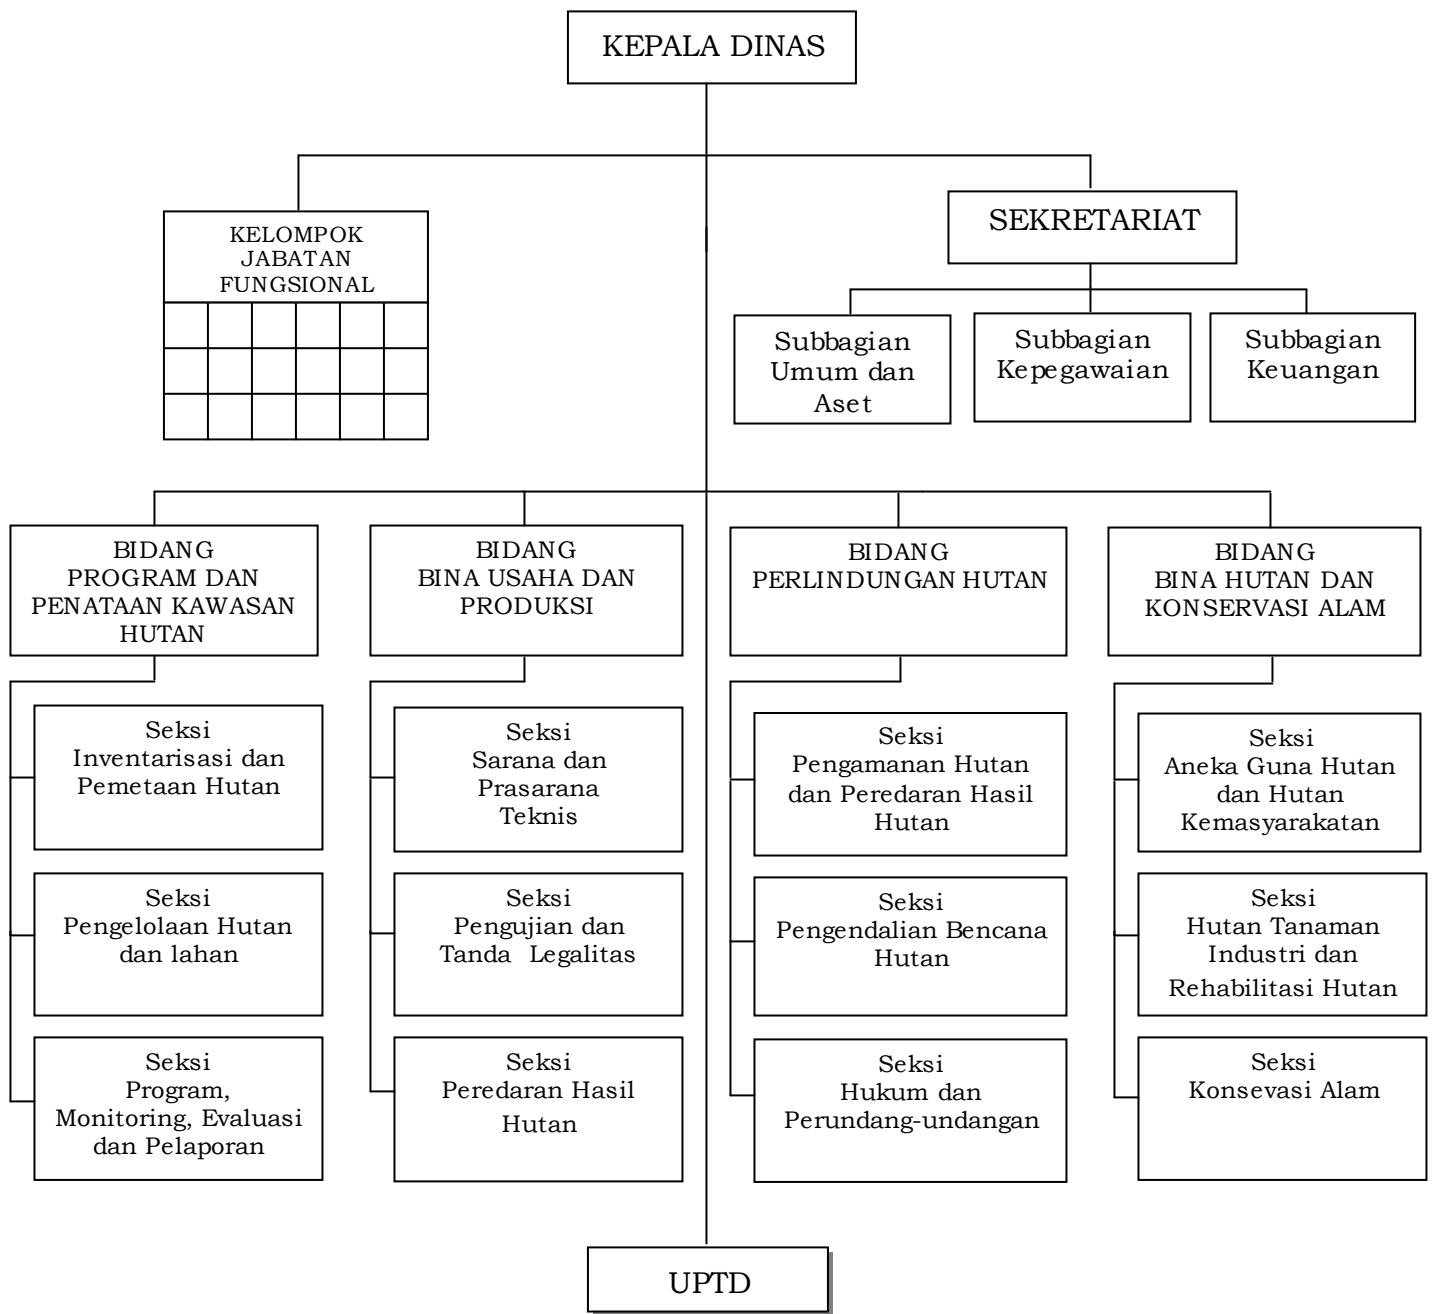 KEPALA DINAS
KELOMPOK
JABATAN
FUNGSIONAL
SEKRETARIAT
Subbagian
Umum dan
Aset
Subbagian
Kepegawaian
Subbagian
Keuangan
BIDANG
PROGRAM DAN
PENATAAN KAWASAN
HUTAN
BIDANG
BINA USAHA DAN
PRODUKSI
BIDANG
PERLINDUNGAN HUTAN
BIDANG
BINA HUTAN DAN
KONSERVASI ALAM
Seksi
Inventarisasi dan
Pemetaan Hutan
Seksi
Sarana dan
Prasarana
Teknis
Seksi
Pengamanan Hutan
dan Peredaran Hasil
Hutan
Seksi
Aneka Guna Hutan
dan Hutan
Kemasyarakatan
Seksi
Pengelolaan Hutan
dan lahan
Seksi
Pengujian dan
Tanda Legalitas
Seksi
Pengendalian Bencana
Hutan
Seksi
Hutan Tanaman
Industri dan
Rehabilitasi Hutan
Seksi
Program,
Monitoring, Evaluasi
dan Pelaporan
Seksi
Peredaran Hasil
Hutan
Seksi
Hukum dan
Perundang-undangan
Seksi
Konsevasi Alam
UPTD